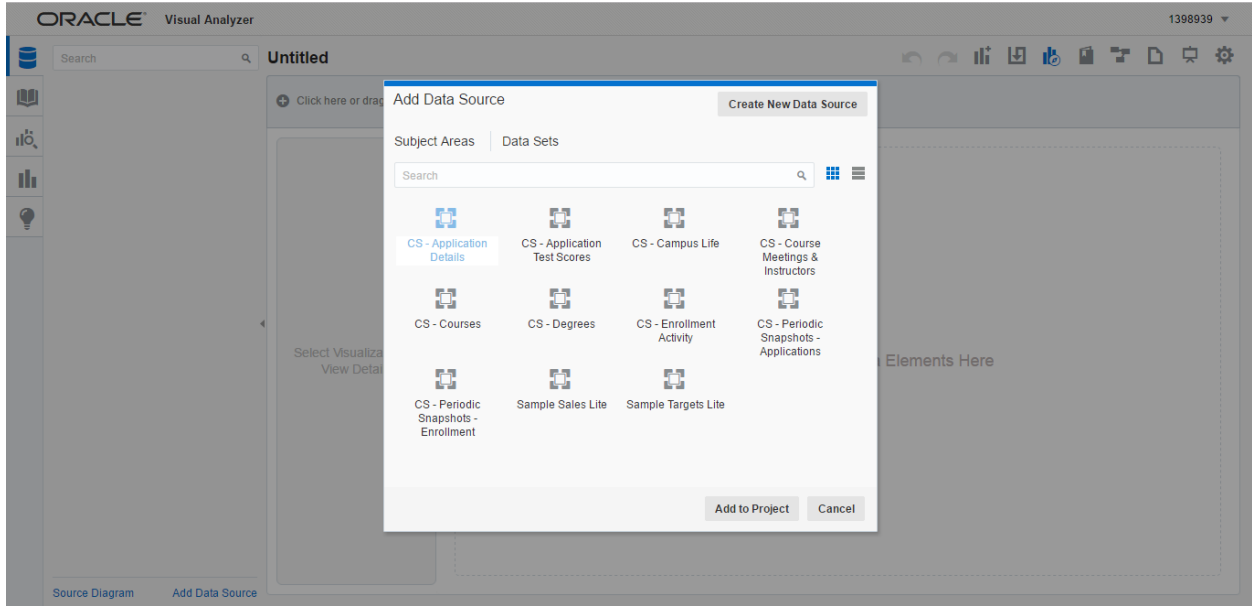 ORACLE® Visual Analyzer
1398939
Search
Untitled
Click here or drag
Add Data Source
Create New Data Source
Subject Areas
Data Sets
Search
CS - Application
Details
CS - Application
Test Scores
CS - Campus Life
CS - Course
Meetings &
Instructors
CS - Courses
CS - Degrees
CS - Enrollment
Activity
CS - Periodic
Snapshots -
Applications
CS - Periodic
Snapshots -
Enrollment
Sample Sales Lite
Sample Targets Lite
Select Visualiza
View Detai
Elements Here
Add to Project
Cancel
Source Diagram
Add Data Source